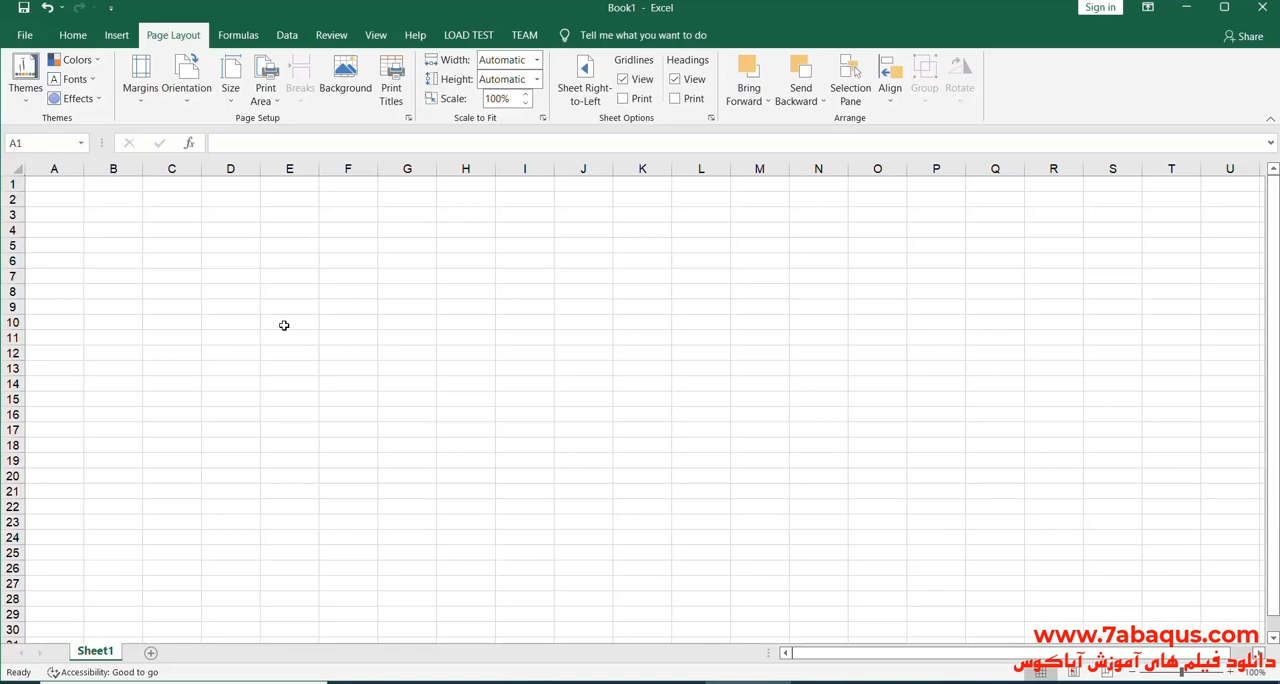 Book1 - Excel
Sign in
File Home Insert Page Layout Formulas Data Review View Help LOAD TEST TEAM Tell me what you want to do
Share
Themes
Colors
Fonts
Effects
Themes
Margins
Orientation
Size
Print Area
Breaks
Background
Print Titles
Page Setup
Width: Automatic
Height: Automatic
Scale: 100%
Scale to Fit
Sheet Right-to-Left
Gridlines
View
Print
Headings
View
Print
Sheet Options
Bring Forward
Send Backward
Selection Pane
Align
Group
Rotate
Arrange
A1
fx
A B C D E F G H I J K L M N O P Q R S T U
1
2
3
4
5
6
7
8
9
10
11
12
13
14
15
16
17
18
19
20
21
22
23
24
25
26
27
28
29
30
Sheet1
www.7abaqus.com
دانلود فیلم های آموزش آباکوس
Ready
Accessibility: Good to go
100%